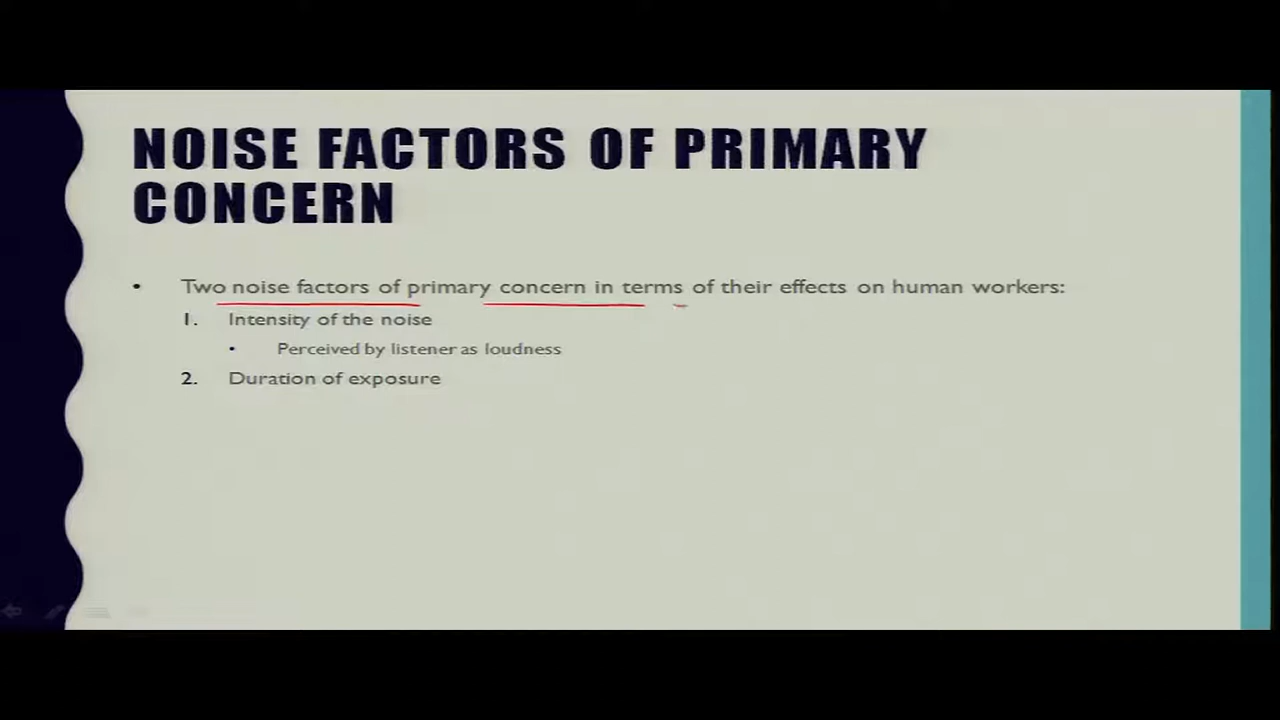 NOISE FACTORS OF PRIMARY
CONCERN
• Two noise factors of primary concern in terms of their effects on human workers:
1. Intensity of the noise
• Perceived by listener as loudness
2. Duration of exposure